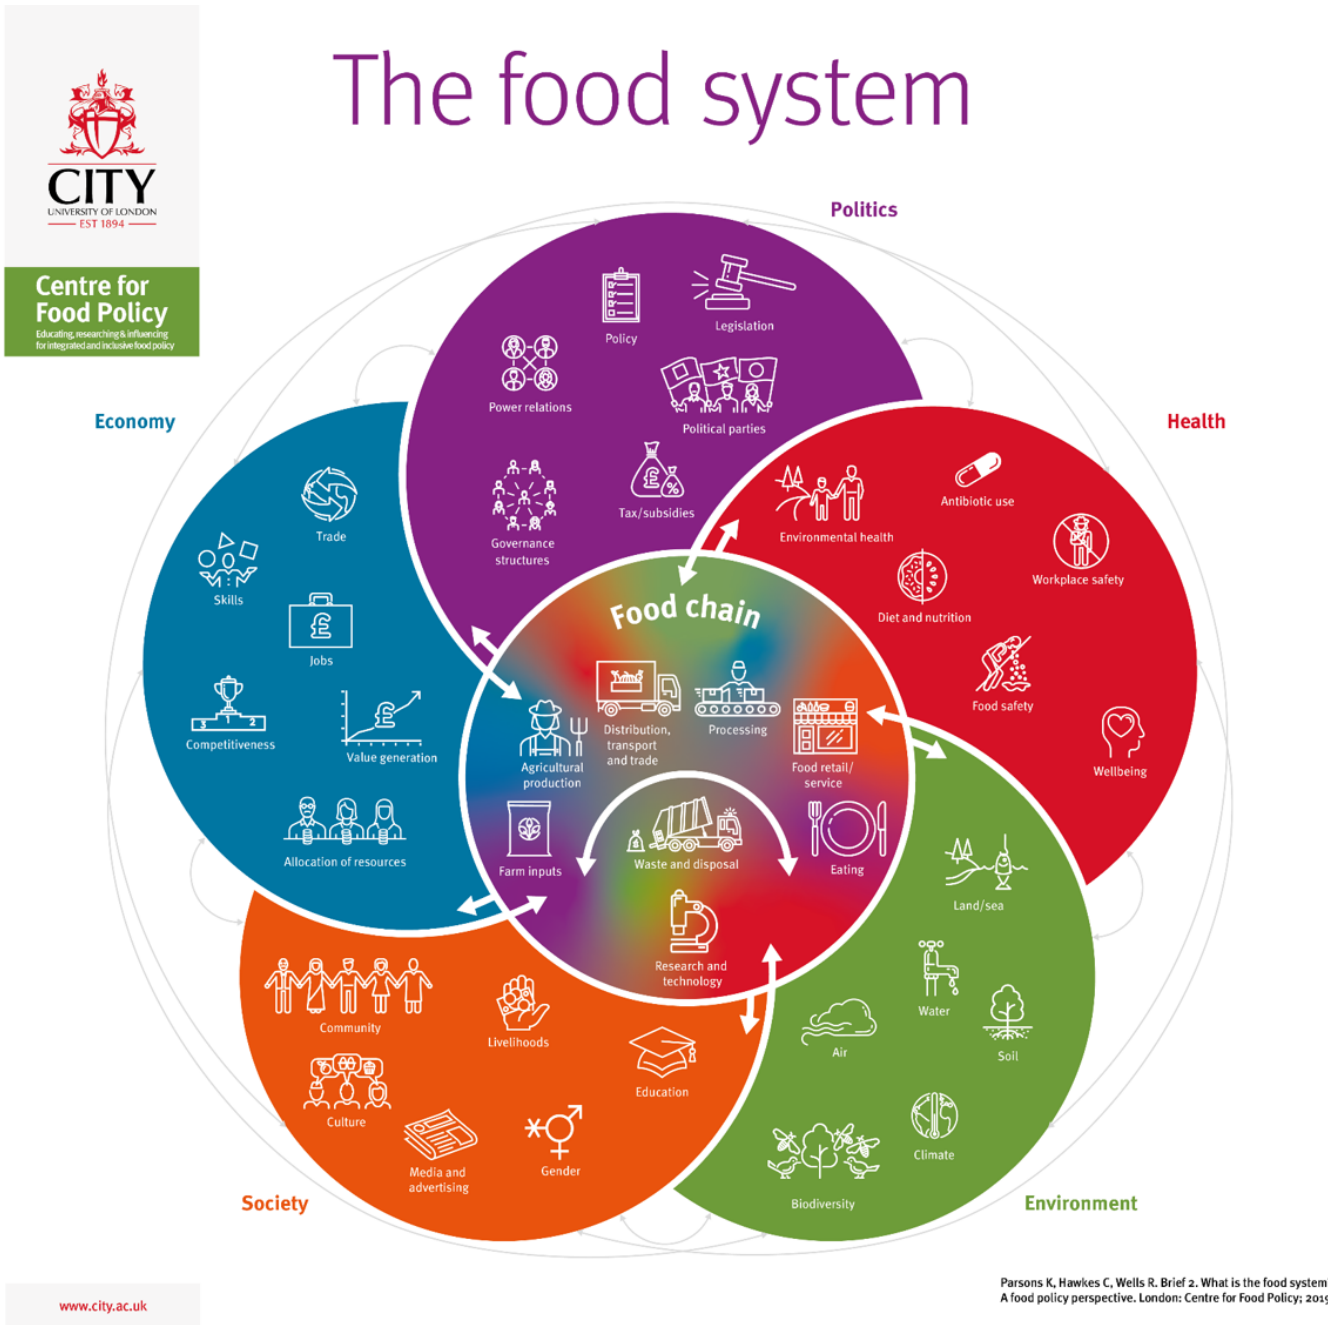 The food system
CITY
UNIVERSITY OF LONDON
EST 1894
Centre for
Food Policy
Educating, researching & influencing
for integrated and inclusive food policy
Politics
Policy
Legislation
Power relations
Political parties
Tax/subsidies
Governance
structures
Economy
Trade
Skills
Jobs
£
Competitiveness
3 1 2
£
Value generation
Allocation of resources
£
%
Health
Environmental health
Antibiotic use
Workplace safety
Diet and nutrition
Food safety
Wellbeing
Food chain
Distribution,
transport
and trade
Processing
Agricultural
production
Food retail/
service
Farm inputs
Waste and disposal
Eating
Research and
technology
Society
Community
Livelihoods
Education
Culture
Media and
advertising
Gender
Environment
Land/sea
Water
Air
Soil
Climate
Biodiversity
www.city.ac.uk
Parsons K, Hawkes C, Wells R. Brief 2. What is the food system
A food policy perspective. London: Centre for Food Policy; 2019